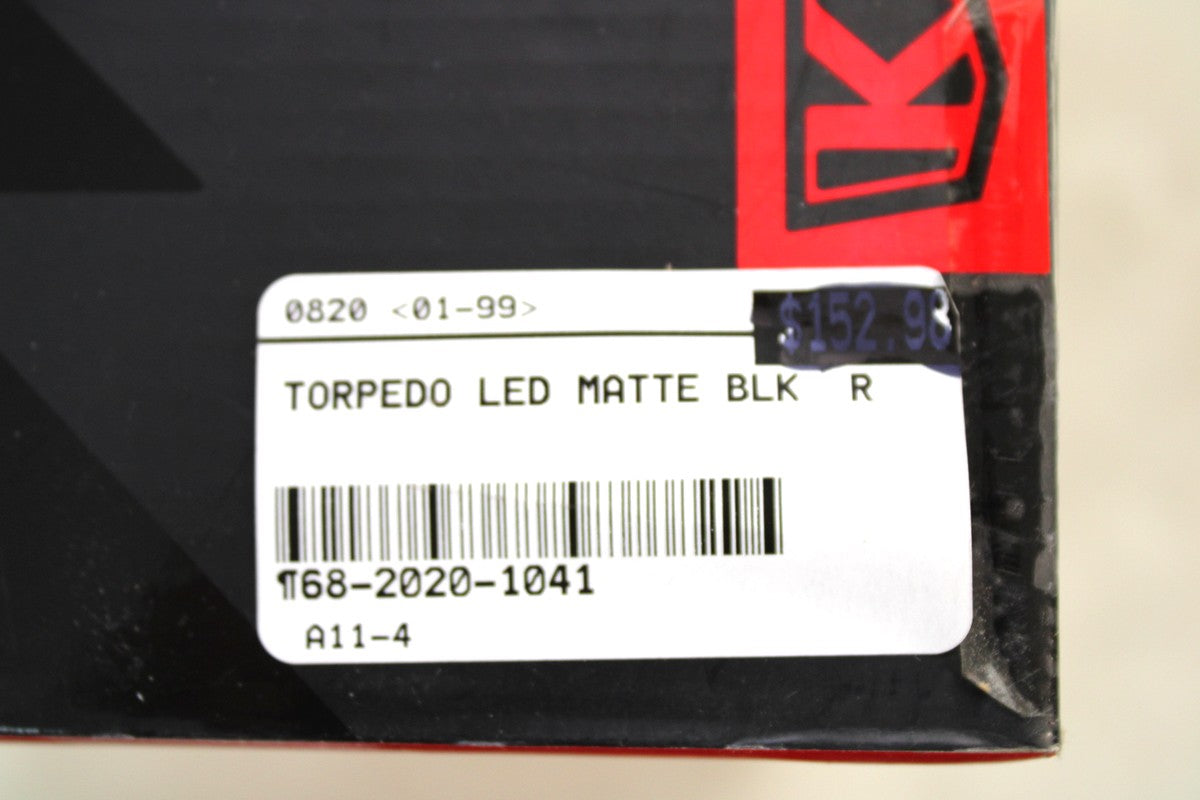 K
0820 <01-99>
$152.98
TORPEDO LED MATTE BLK R
¶68-2020-1041
A11-4